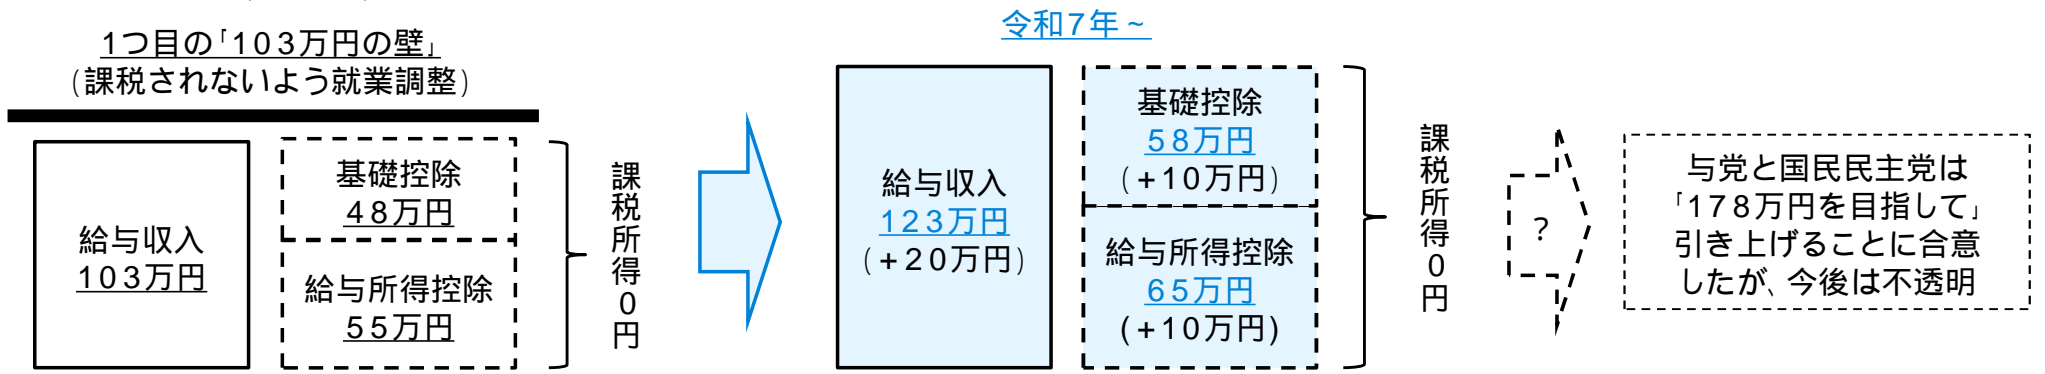 1つ目の「103万円の壁」
（課税されないよう就業調整）
給与収入
103万円
基礎控除
48万円
給与所得控除
55万円
課税所得0円
令和7年～
給与収入
123万円
（+20万円）
基礎控除
58万円
（+10万円）
給与所得控除
65万円
(+10万円)
課税所得0円
?
与党と国民民主党は
「178万円を目指して」
引き上げることに合意
したが、今後は不透明